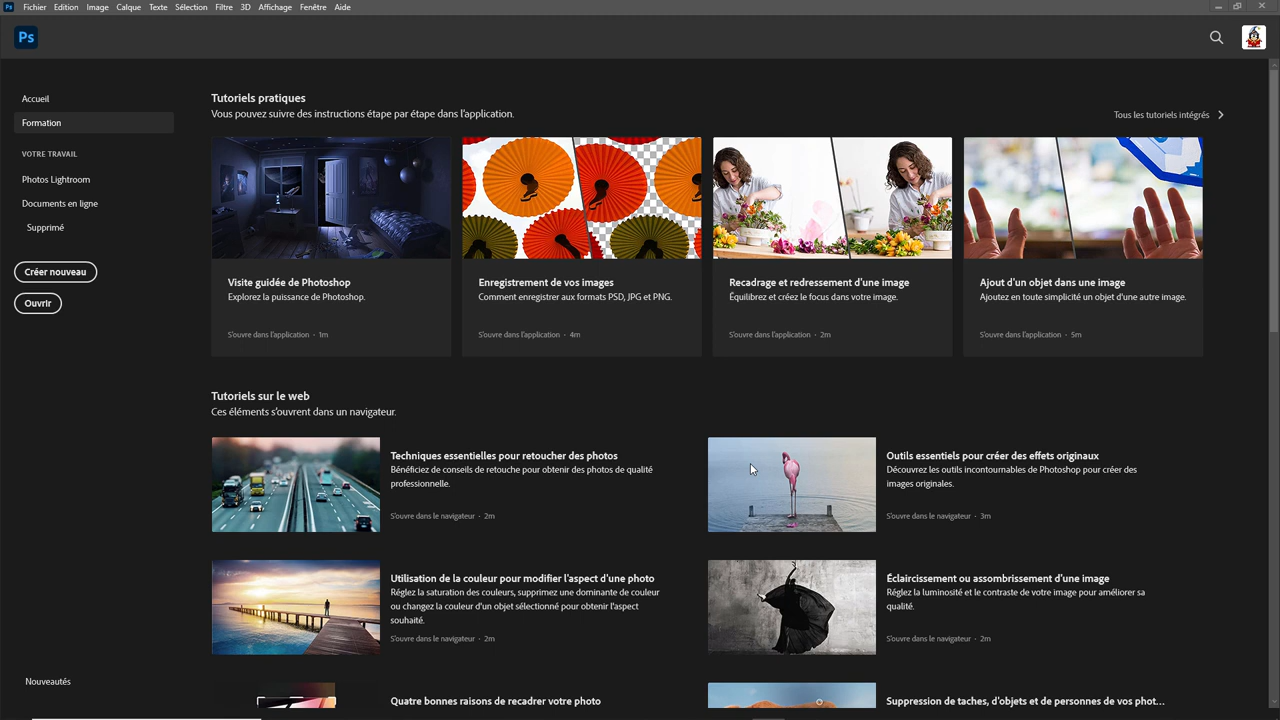 Ps Fichier Edition Image Calque Texte Sélection Filtre 3D Affichage Fenêtre Aide
Ps
Accueil
Formation
VOTRE TRAVAIL
Photos Lightroom
Documents en ligne
Supprimé
Créer nouveau
Ouvrir
Nouveautés
Tutoriels pratiques
Vous pouvez suivre des instructions étape par étape dans l'application.
Tous les tutoriels intégrés
Visite guidée de Photoshop
Explorez la puissance de Photoshop.
S'ouvre dans l'application · 1m
Enregistrement de vos images
Comment enregistrer aux formats PSD, JPG et PNG.
S'ouvre dans l'application · 4m
Recadrage et redressement d'une image
Équilibrez et créez le focus dans votre image.
S'ouvre dans l'application · 2m
Ajout d'un objet dans une image
Ajoutez en toute simplicité un objet d'une autre image.
S'ouvre dans l'application · 5m
Tutoriels sur le web
Ces éléments s'ouvrent dans un navigateur.
Techniques essentielles pour retoucher des photos
Bénéficiez de conseils de retouche pour obtenir des photos de qualité
professionnelle.
S'ouvre dans le navigateur · 2m
Outils essentiels pour créer des effets originaux
Découvrez les outils incontournables de Photoshop pour créer des
images originales.
S'ouvre dans le navigateur · 3m
Utilisation de la couleur pour modifier l'aspect d'une photo
Réglez la saturation des couleurs, supprimez une dominante de couleur
ou changez la couleur d'un objet sélectionné pour obtenir l'aspect
souhaité.
S'ouvre dans le navigateur · 2m
Éclaircissement ou assombrissement d'une image
Réglez la luminosité et le contraste de votre image pour améliorer sa
qualité.
S'ouvre dans le navigateur · 2m
Quatre bonnes raisons de recadrer votre photo
Suppression de taches, d'objets et de personnes de vos phot...